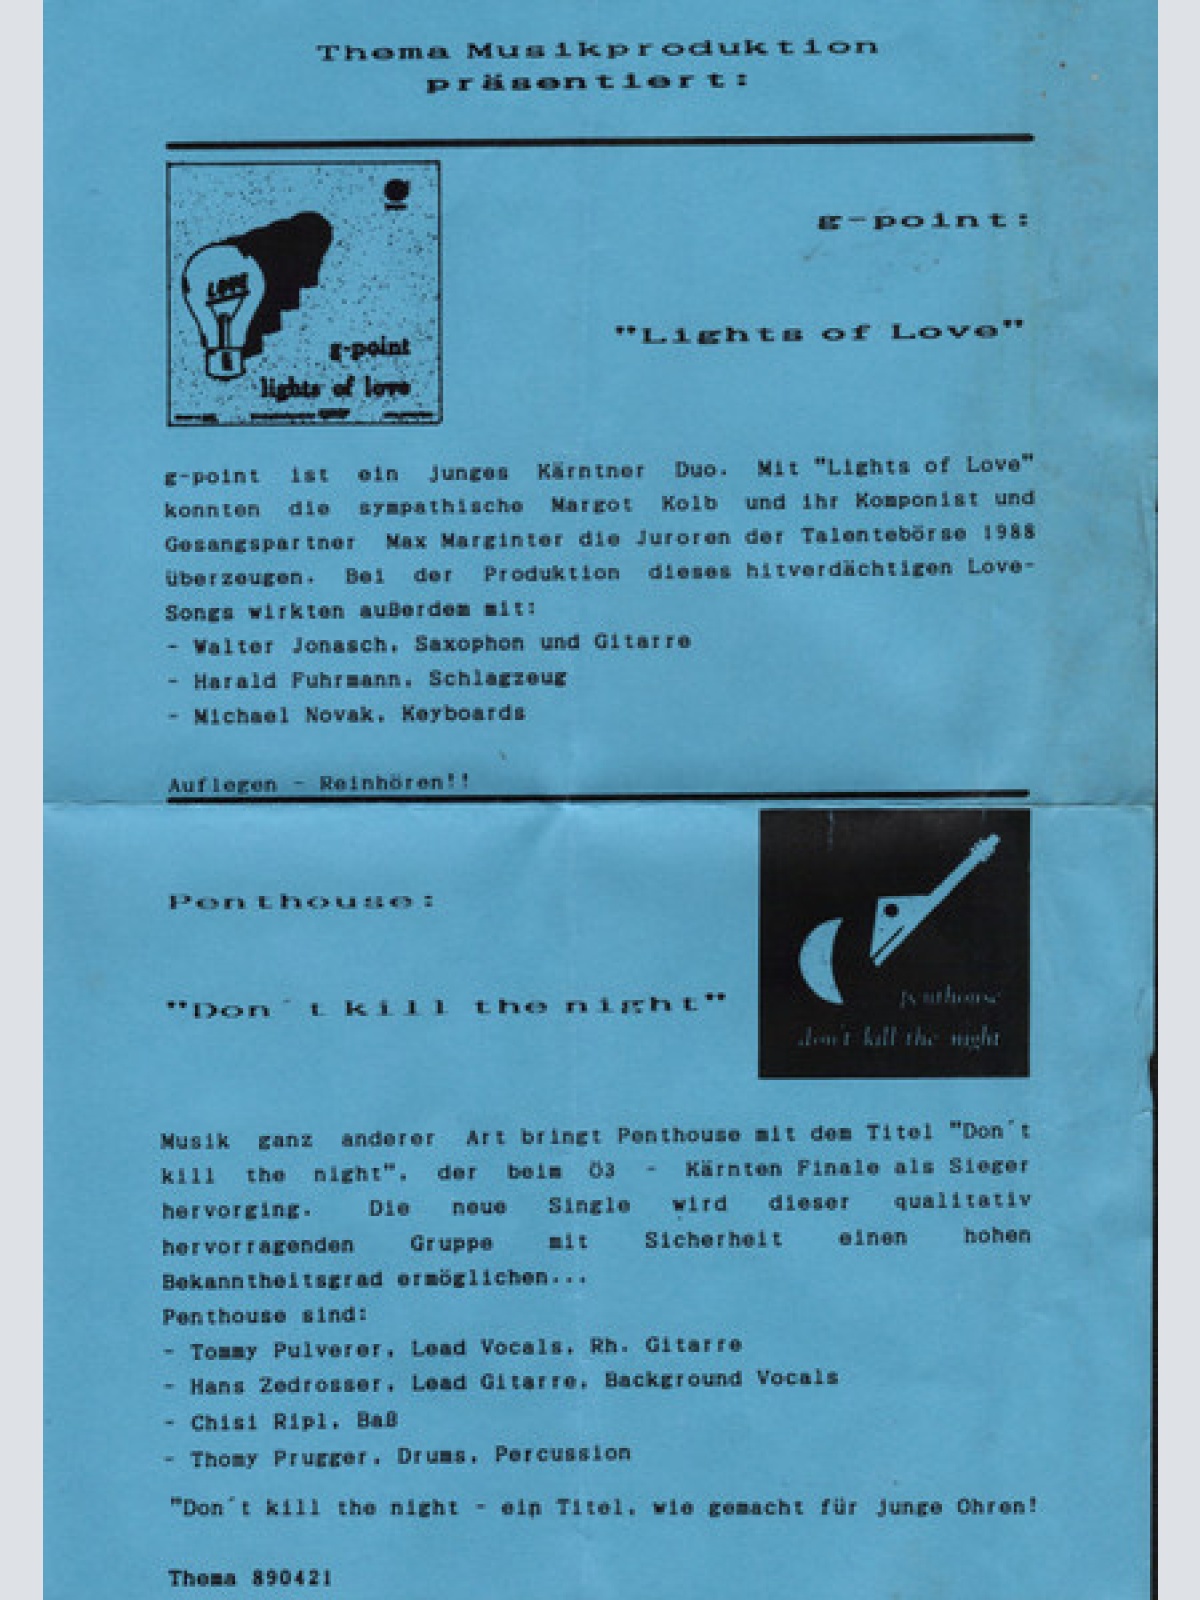 Thema Musikproduktion
präsentiert:
LOVE
g-point
lights of love
g-point:
"Lights of Love"
g-point ist ein junges Kärntner Duo. Mit "Lights of Love"
konnten die sympathische Margot Kolb und ihr Komponist und
Gesangspartner Max Marginter die Juroren der Talentebörse 1988
überzeugen. Bei der Produktion dieses hitverdächtigen Love-
Songs wirkten außerdem mit:
- Walter Jonasch, Saxophon und Gitarre
- Harald Fuhrmann, Schlagzeug
- Michael Novak, Keyboards
Auflegen - Reinhören!!
Penthouse:
"Don´t kill the night"
penthouse
don't kill the night
Musik ganz anderer Art bringt Penthouse mit dem Titel "Don´t
kill the night", der beim Ö3 - Kärnten Finale als Sieger
hervorging. Die neue Single wird dieser qualitativ
hervorragenden Gruppe mit Sicherheit einen hohen
Bekanntheitsgrad ermöglichen...
Penthouse sind:
- Tommy Pulverer, Lead Vocals, Rh. Gitarre
- Hans Zedrosser, Lead Gitarre, Background Vocals
- Chisi Ripl, Baß
- Thomy Prugger, Drums, Percussion
"Don´t kill the night - ein Titel, wie gemacht für junge Ohren!
Thema 890421